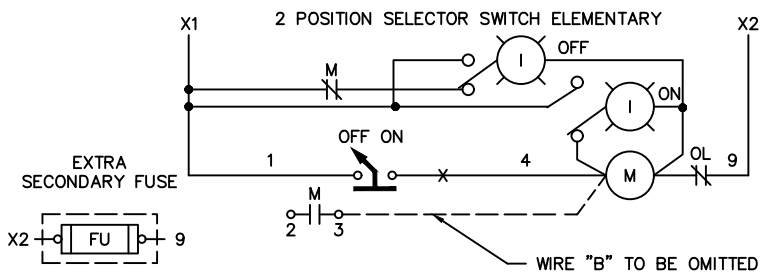 2 POSITION SELECTOR SWITCH ELEMENTARY
X1
X2
I
OFF
M
I
ON
OFF ON
1
X
4
M
OL
9
EXTRA
SECONDARY FUSE
M
2
3
X2
FU
9
WIRE "B" TO BE OMITTED